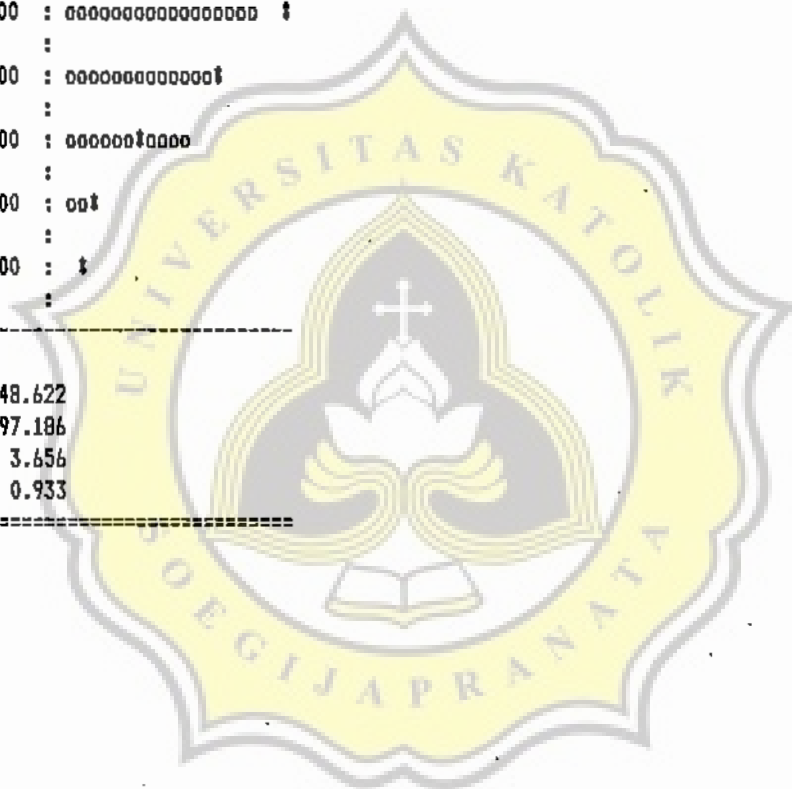 00 : ooooooooooooooooo *
:
00 : ooooooooooooo*
:
00 : oooooo*oooo
:
00 : oo*
:
00 : *
:
-------------------------------
48.622
97.186
3.656
0.933
===============================
UNIVERSITAS KATOLIK
SOEGIJAPRANATA